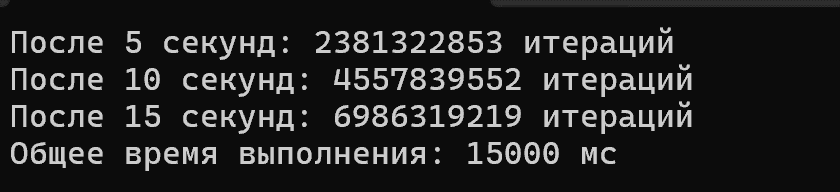 После 5 секунд: 2381322853 итераций
После 10 секунд: 4557839552 итераций
После 15 секунд: 6986319219 итераций
Общее время выполнения: 15000 мс